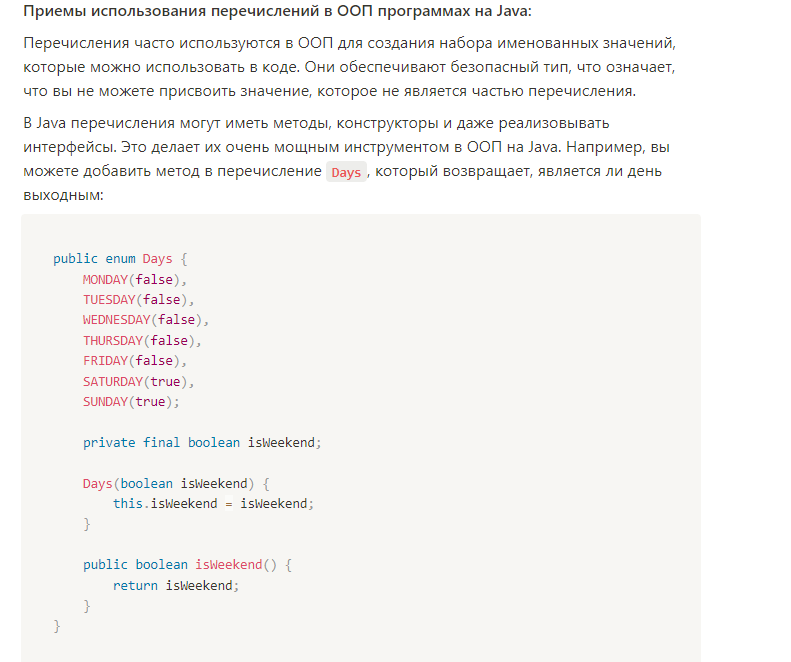 Приемы использования перечислений в ООП программах на Java:
Перечисления часто используются в ООП для создания набора именованных значений,
которые можно использовать в коде. Они обеспечивают безопасный тип, что означает,
что вы не можете присвоить значение, которое не является частью перечисления.
В Java перечисления могут иметь методы, конструкторы и даже реализовывать
интерфейсы. Это делает их очень мощным инструментом в ООП на Java. Например, вы
можете добавить метод в перечисление Days, который возвращает, является ли день
выходным:
public enum Days {
    MONDAY(false),
    TUESDAY(false),
    WEDNESDAY(false),
    THURSDAY(false),
    FRIDAY(false),
    SATURDAY(true),
    SUNDAY(true);
    private final boolean isWeekend;
    Days(boolean isWeekend) {
        this.isWeekend = isWeekend;
    }
    public boolean isWeekend() {
        return isWeekend;
    }
}